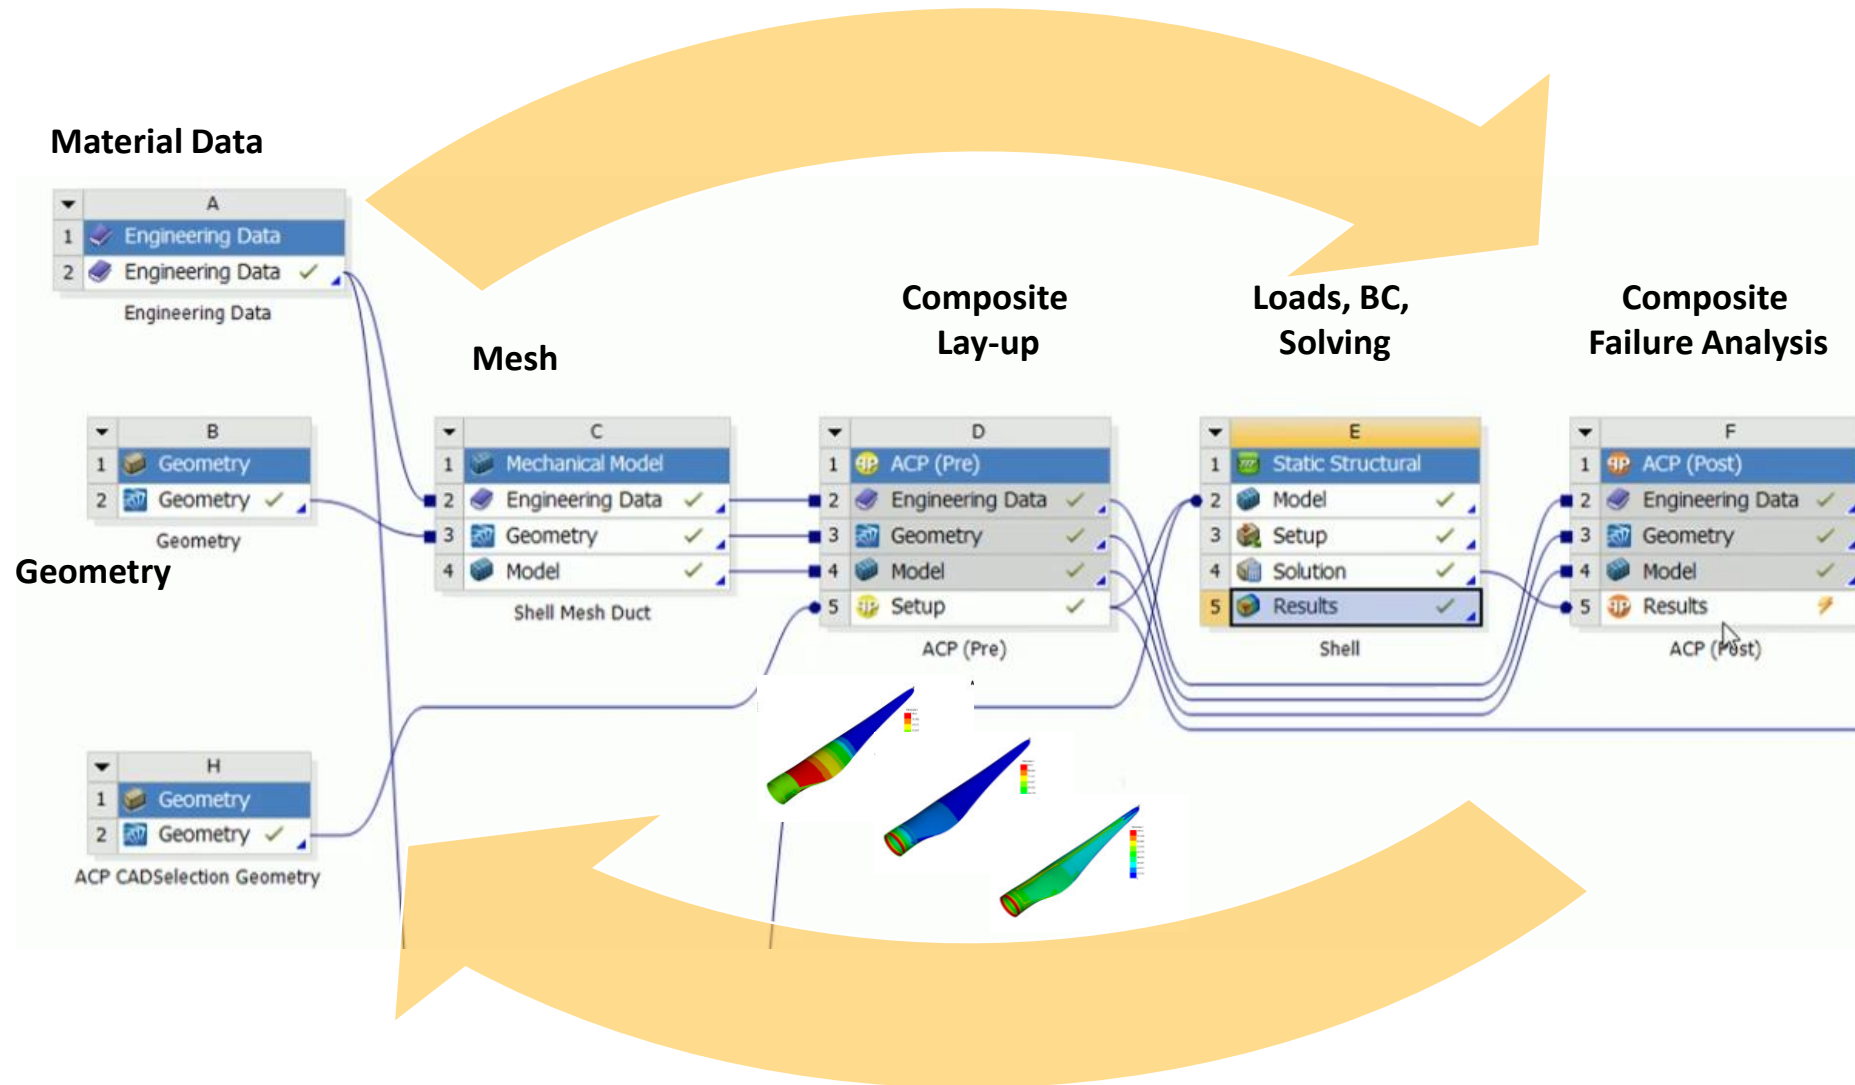 Material Data
A
1 Engineering Data
2 Engineering Data
Engineering Data
B
1 Geometry
2 Geometry
Geometry
Geometry
H
1 Geometry
2 Geometry
ACP CADSelection Geometry
Mesh
C
1 Mechanical Model
2 Engineering Data
3 Geometry
4 Model
Shell Mesh Duct
Composite
Lay-up
D
1 ACP (Pre)
2 Engineering Data
3 Geometry
4 Model
5 Setup
ACP (Pre)
Loads, BC,
Solving
E
1 Static Structural
2 Model
3 Setup
4 Solution
5 Results
Shell
Composite
Failure Analysis
F
1 ACP (Post)
2 Engineering Data
3 Geometry
4 Model
5 Results
ACP (Post)